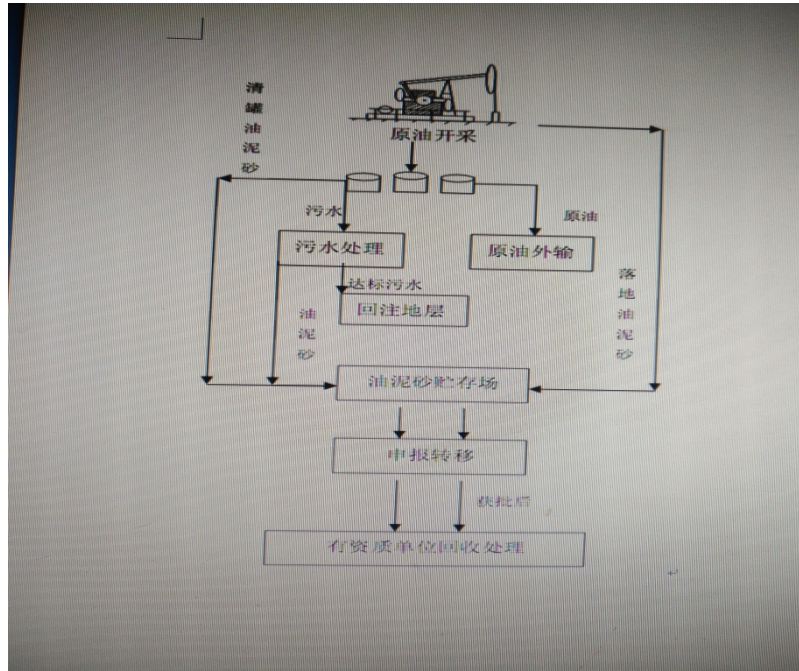 原油开采
清罐油泥砂
污水
原油
污水处理
原油外输
达标污水
回注地层
油泥砂
落地油泥砂
油泥砂贮存场
申报转移
获批后
有资质单位回收处理